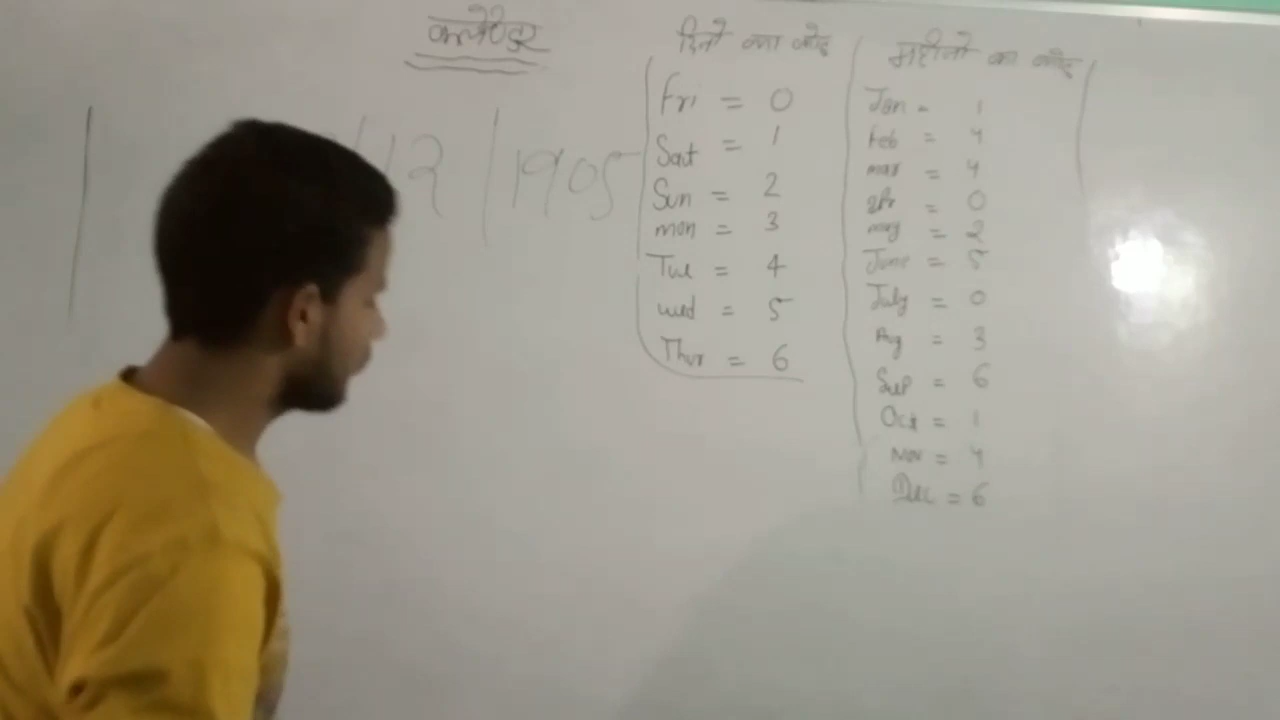 कलेण्डर
12 | 1905
दिनो का कोड
Fri = 0
Sat = 1
Sun = 2
mon = 3
Tue = 4
wed = 5
Thur = 6
महीनो का कोड
Jan = 1
Feb = 4
mar = 4
apr = 0
may = 2
June = 5
July = 0
Aug = 3
Sep = 6
Oct = 1
Nov = 4
Dec = 6